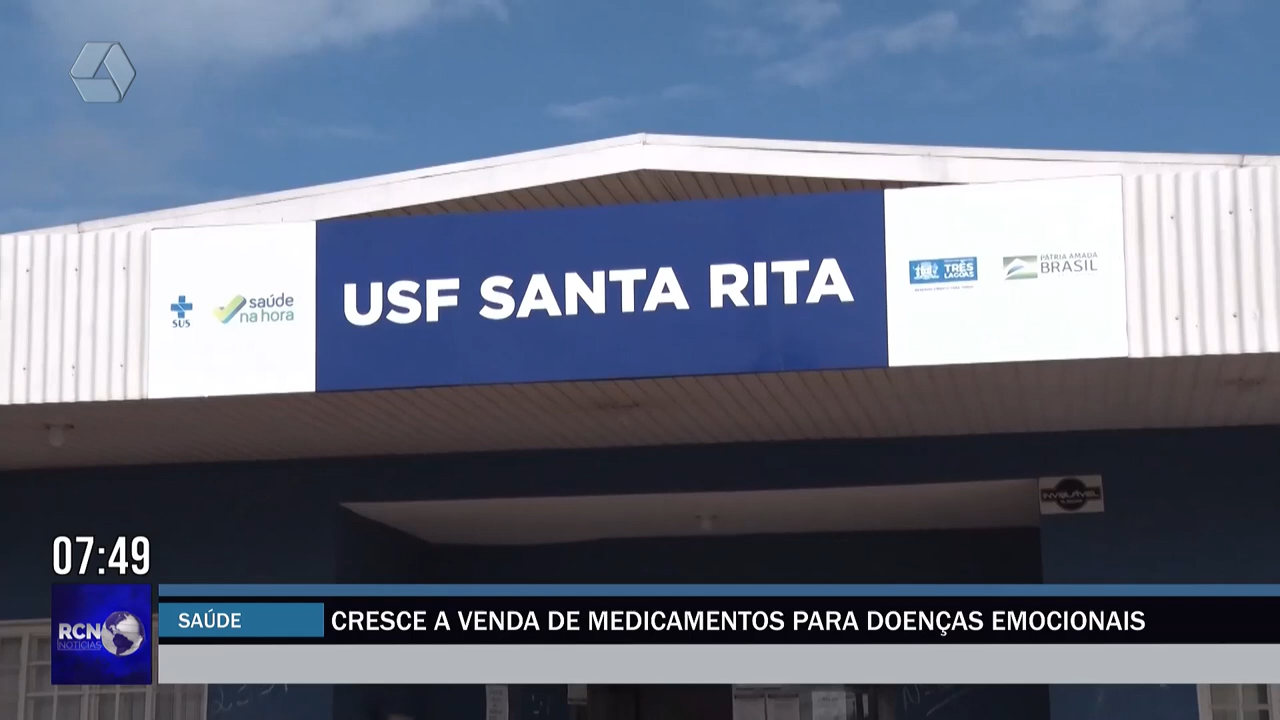 USF SANTA RITA
SUS
saúde
na hora
TRÊS
LAGOAS
PÁTRIA AMADA
BRASIL
INVIOLÁVEL
07:49
RCN
NOTÍCIAS
SAÚDE
CRESCE A VENDA DE MEDICAMENTOS PARA DOENÇAS EMOCIONAIS